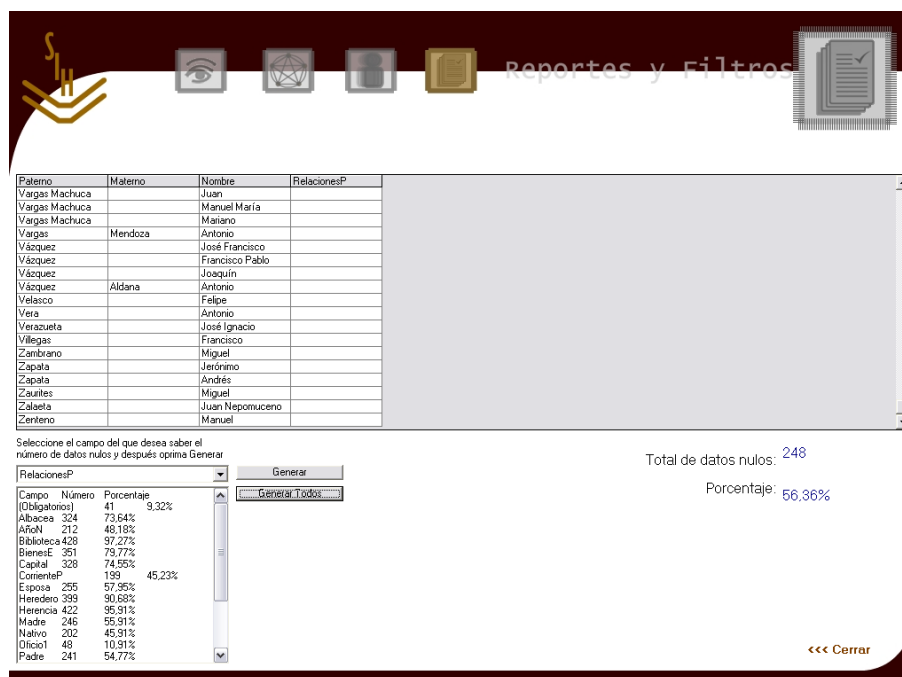 SIH
Reportes y Filtros
Paterno Materno Nombre RelacionesP
Vargas Machuca Juan
Vargas Machuca Manuel María
Vargas Machuca Mariano
Vargas Mendoza Antonio
Vázquez José Francisco
Vázquez Francisco Pablo
Vázquez Joaquín
Vázquez Aldana Antonio
Velasco Felipe
Vera Antonio
Verazueta José Ignacio
Villegas Francisco
Zambrano Miguel
Zapata Jerónimo
Zapata Andrés
Zaurites Miguel
Zalaeta Juan Nepomuceno
Zenteno Manuel
Seleccione el campo del que desea saber el
número de datos nulos y después oprima Generar
RelacionesP
Generar
Generar Todos
Campo Número Porcentaje
(Obligatorios) 41 9,32%
Albacea 324 73,64%
AñoN 212 48,18%
Biblioteca 428 97,27%
BienesE 351 79,77%
Capital 328 74,55%
CorrienteP 199 45,23%
Esposa 255 57,95%
Heredero 399 90,68%
Herencia 422 95,91%
Madre 246 55,91%
Nativo 202 45,91%
Oficio1 48 10,91%
Padre 241 54,77%
Total de datos nulos: 248
Porcentaje: 56,36%
<<< Cerrar